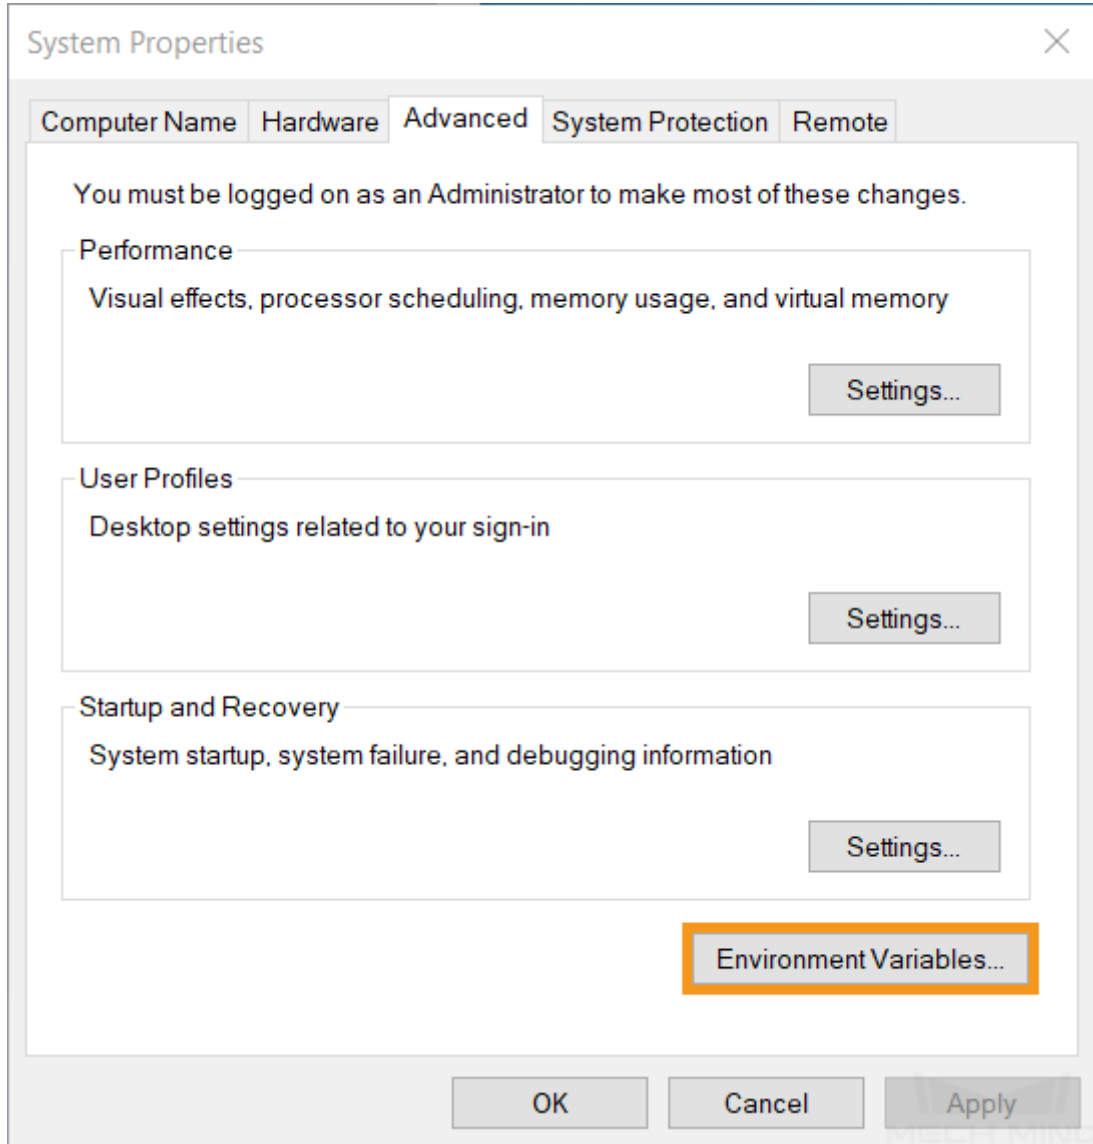 System Properties
Computer Name Hardware Advanced System Protection Remote
You must be logged on as an Administrator to make most of these changes.
Performance
Visual effects, processor scheduling, memory usage, and virtual memory
Settings...
User Profiles
Desktop settings related to your sign-in
Settings...
Startup and Recovery
System startup, system failure, and debugging information
Settings...
Environment Variables...
OK Cancel Apply
MECH MIND